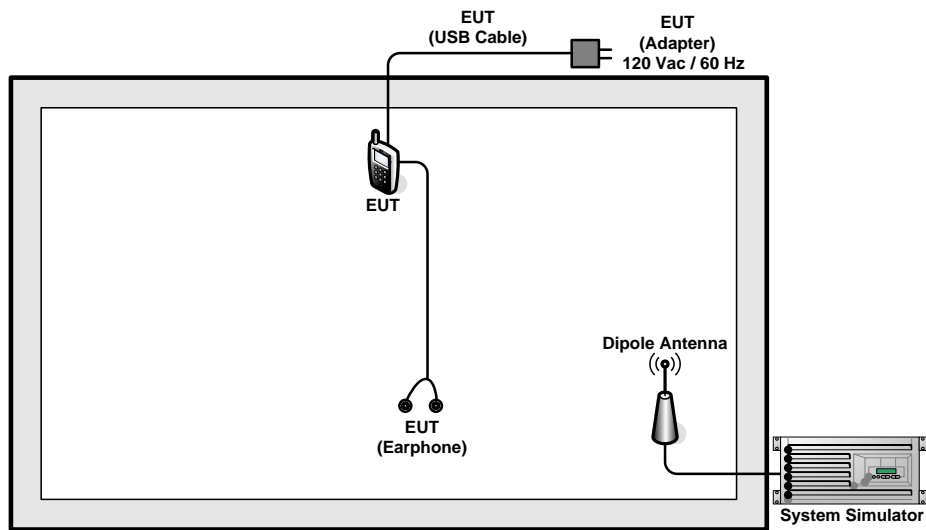 EUT
(USB Cable)
EUT
(Adapter)
120 Vac / 60 Hz
EUT
Dipole Antenna
EUT
(Earphone)
System Simulator